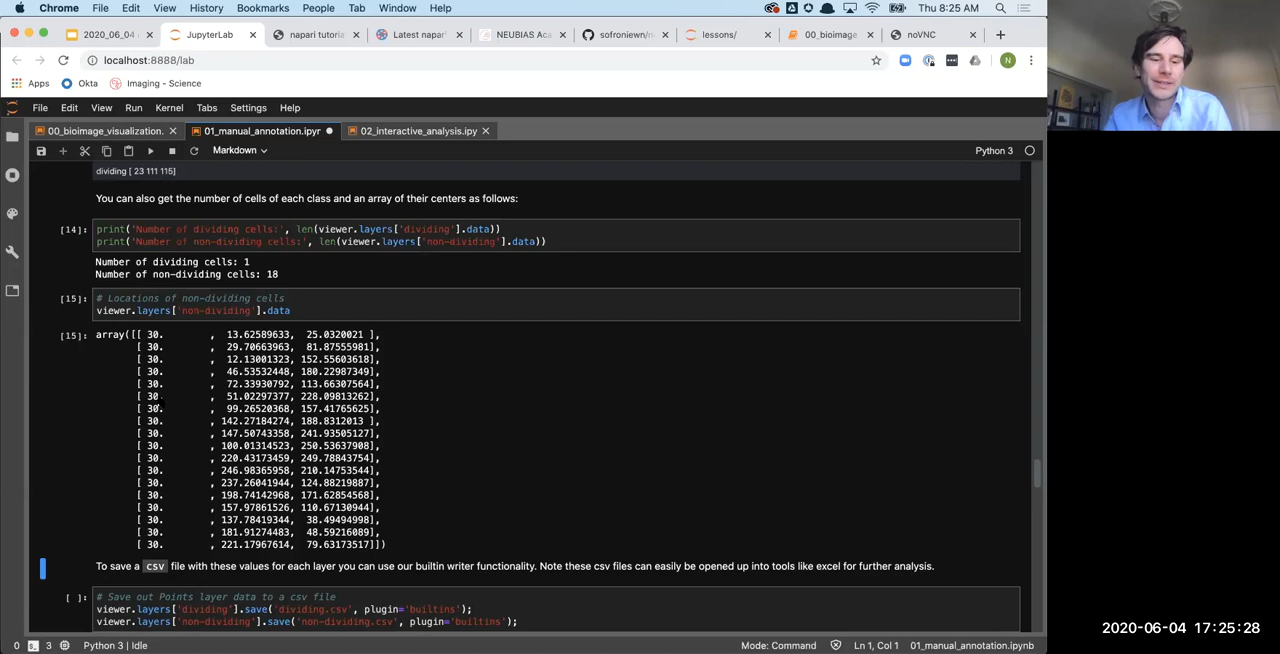 Chrome File Edit View History Bookmarks People Tab Window Help Thu 8:25 AM
2020_06_04 JupyterLab napari tutoria Latest napari NEUBIAS Aca sofroniewn/n lessons/ 00_bioimage noVNC
localhost:8888/lab
Apps Okta Imaging - Science
File Edit View Run Kernel Tabs Settings Help
00_bioimage_visualization. 01_manual_annotation.ipyr 02_interactive_analysis.ipy
Markdown Python 3
dividing [ 23 111 115]
You can also get the number of cells of each class and an array of their centers as follows:
[14]: print('Number of dividing cells:', len(viewer.layers['dividing'].data))
print('Number of non-dividing cells:', len(viewer.layers['non-dividing'].data))
Number of dividing cells: 1
Number of non-dividing cells: 18
[15]: # Locations of non-dividing cells
viewer.layers['non-dividing'].data
[15]: array([[ 30. , 13.62589633, 25.0320021 ],
[ 30. , 29.70663963, 81.87555981],
[ 30. , 12.13001323, 152.55603618],
[ 30. , 46.53532466, 180.22987349],
[ 30. , 72.33930792, 113.66307564],
[ 30. , 51.02297377, 228.09813262],
[ 30. , 99.26520368, 157.41765625],
[ 30. , 142.27184274, 188.8312013 ],
[ 30. , 147.50743358, 241.93505127],
[ 30. , 100.01314523, 250.53637908],
[ 30. , 220.43173459, 249.78843754],
[ 30. , 246.98365958, 210.14753544],
[ 30. , 237.26041944, 124.88219887],
[ 30. , 198.74142968, 171.62854568],
[ 30. , 157.97861526, 110.67130944],
[ 30. , 137.78419344, 38.49494998],
[ 30. , 181.91274483, 48.59216089],
[ 30. , 221.17967614, 79.63173517]])
To save a csv file with these values for each layer you can use our builtin writer functionality. Note these csv files can easily be opened up into tools like excel for further analysis.
[ ]: # Save out Points layer data to a csv file
viewer.layers['dividing'].save('dividing.csv', plugin='builtins');
viewer.layers['non-dividing'].save('non-dividing.csv', plugin='builtins');
0 3 Python 3 | Idle Mode: Command Ln 1, Col 1 01_manual_annotation.ipynb
2020-06-04 17:25:28